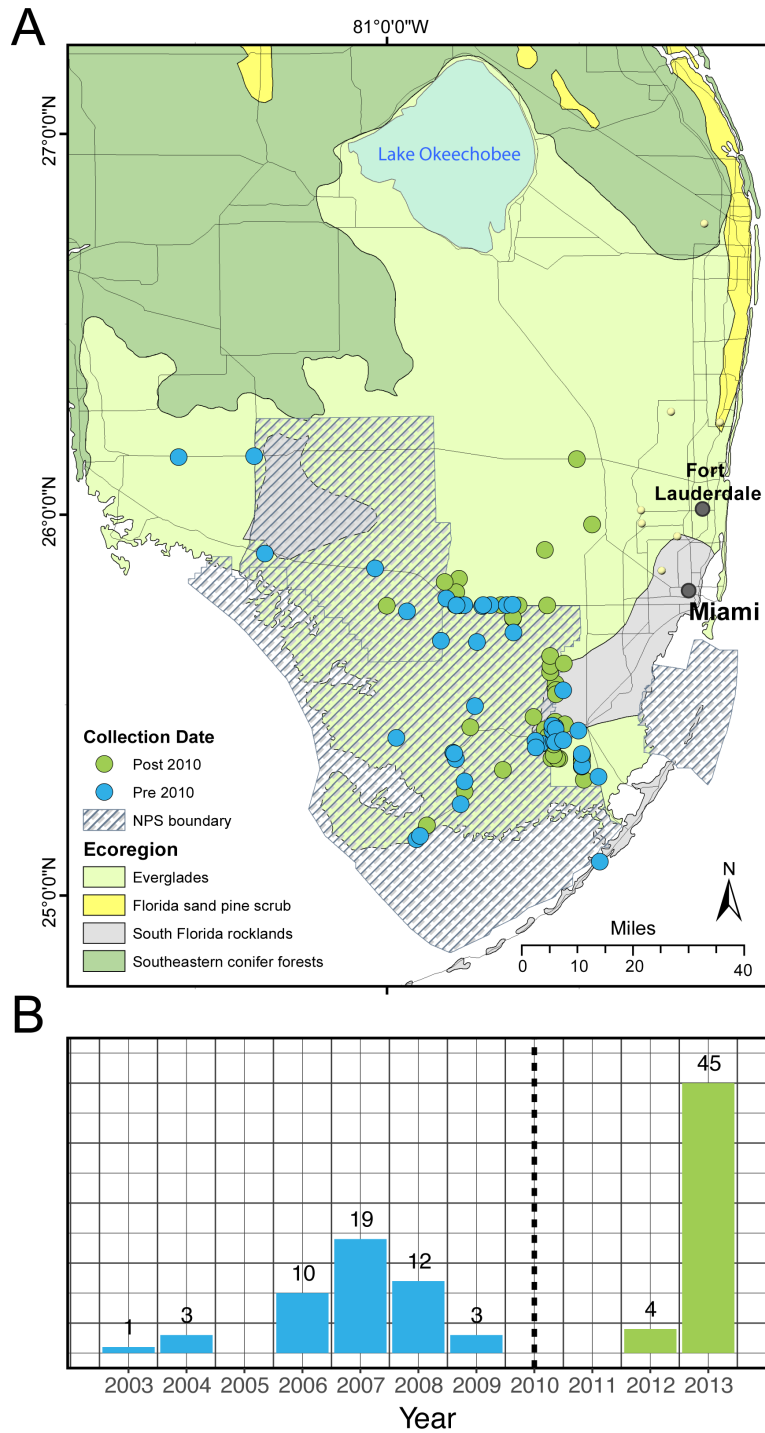 A
81°0'0"W
27°0'0"N
Lake Okeechobee
Fort
Lauderdale
26°0'0"N
Miami
Collection Date
Post 2010
Pre 2010
NPS boundary
Ecoregion
Everglades
Florida sand pine scrub
South Florida rocklands
Southeastern conifer forests
25°0'0"N
N
Miles
0 5 10 20 30 40
B
45
19
12
10
3
3
4
1
2003 2004 2005 2006 2007 2008 2009 2010 2011 2012 2013
Year